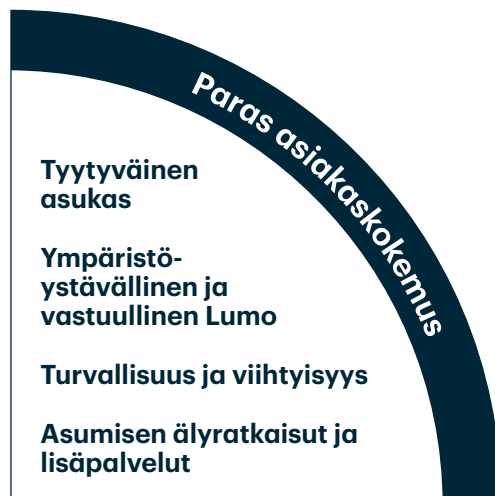 Paras asiakaskokemus
Tyytyväinen
asukas
Ympäristö-
ystävällinen ja
vastuullinen Lumo
Turvallisuus ja viihtyisyys
Asumisen älyratkaisut ja
lisäpalvelut